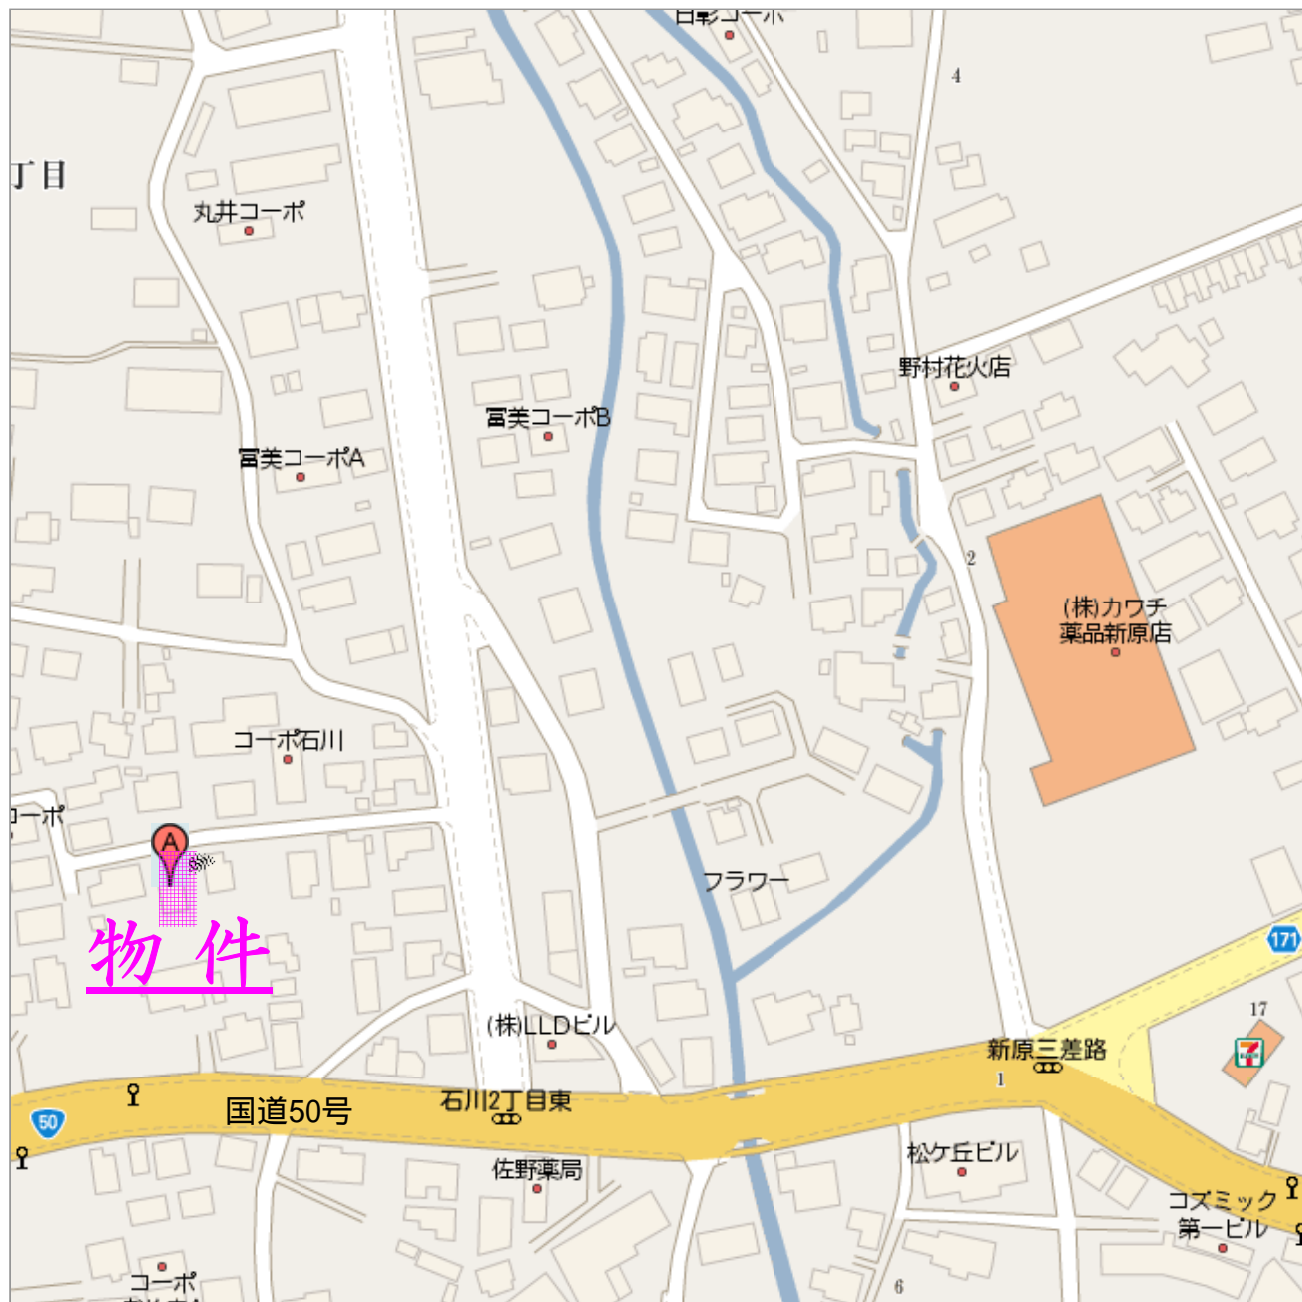 日彰コーポ
4
丁目
丸井コーポ
野村花火店
冨美コーポB
冨美コーポA
2
(株)カワチ
薬品新原店
コーポ石川
コーポ
A
フラワー
物件
171
17
(株)LLDビル
新原三差路
1
石川2丁目東
国道50号
50
松ケ丘ビル
佐野薬局
コズミック
第一ビル
コーポ
6